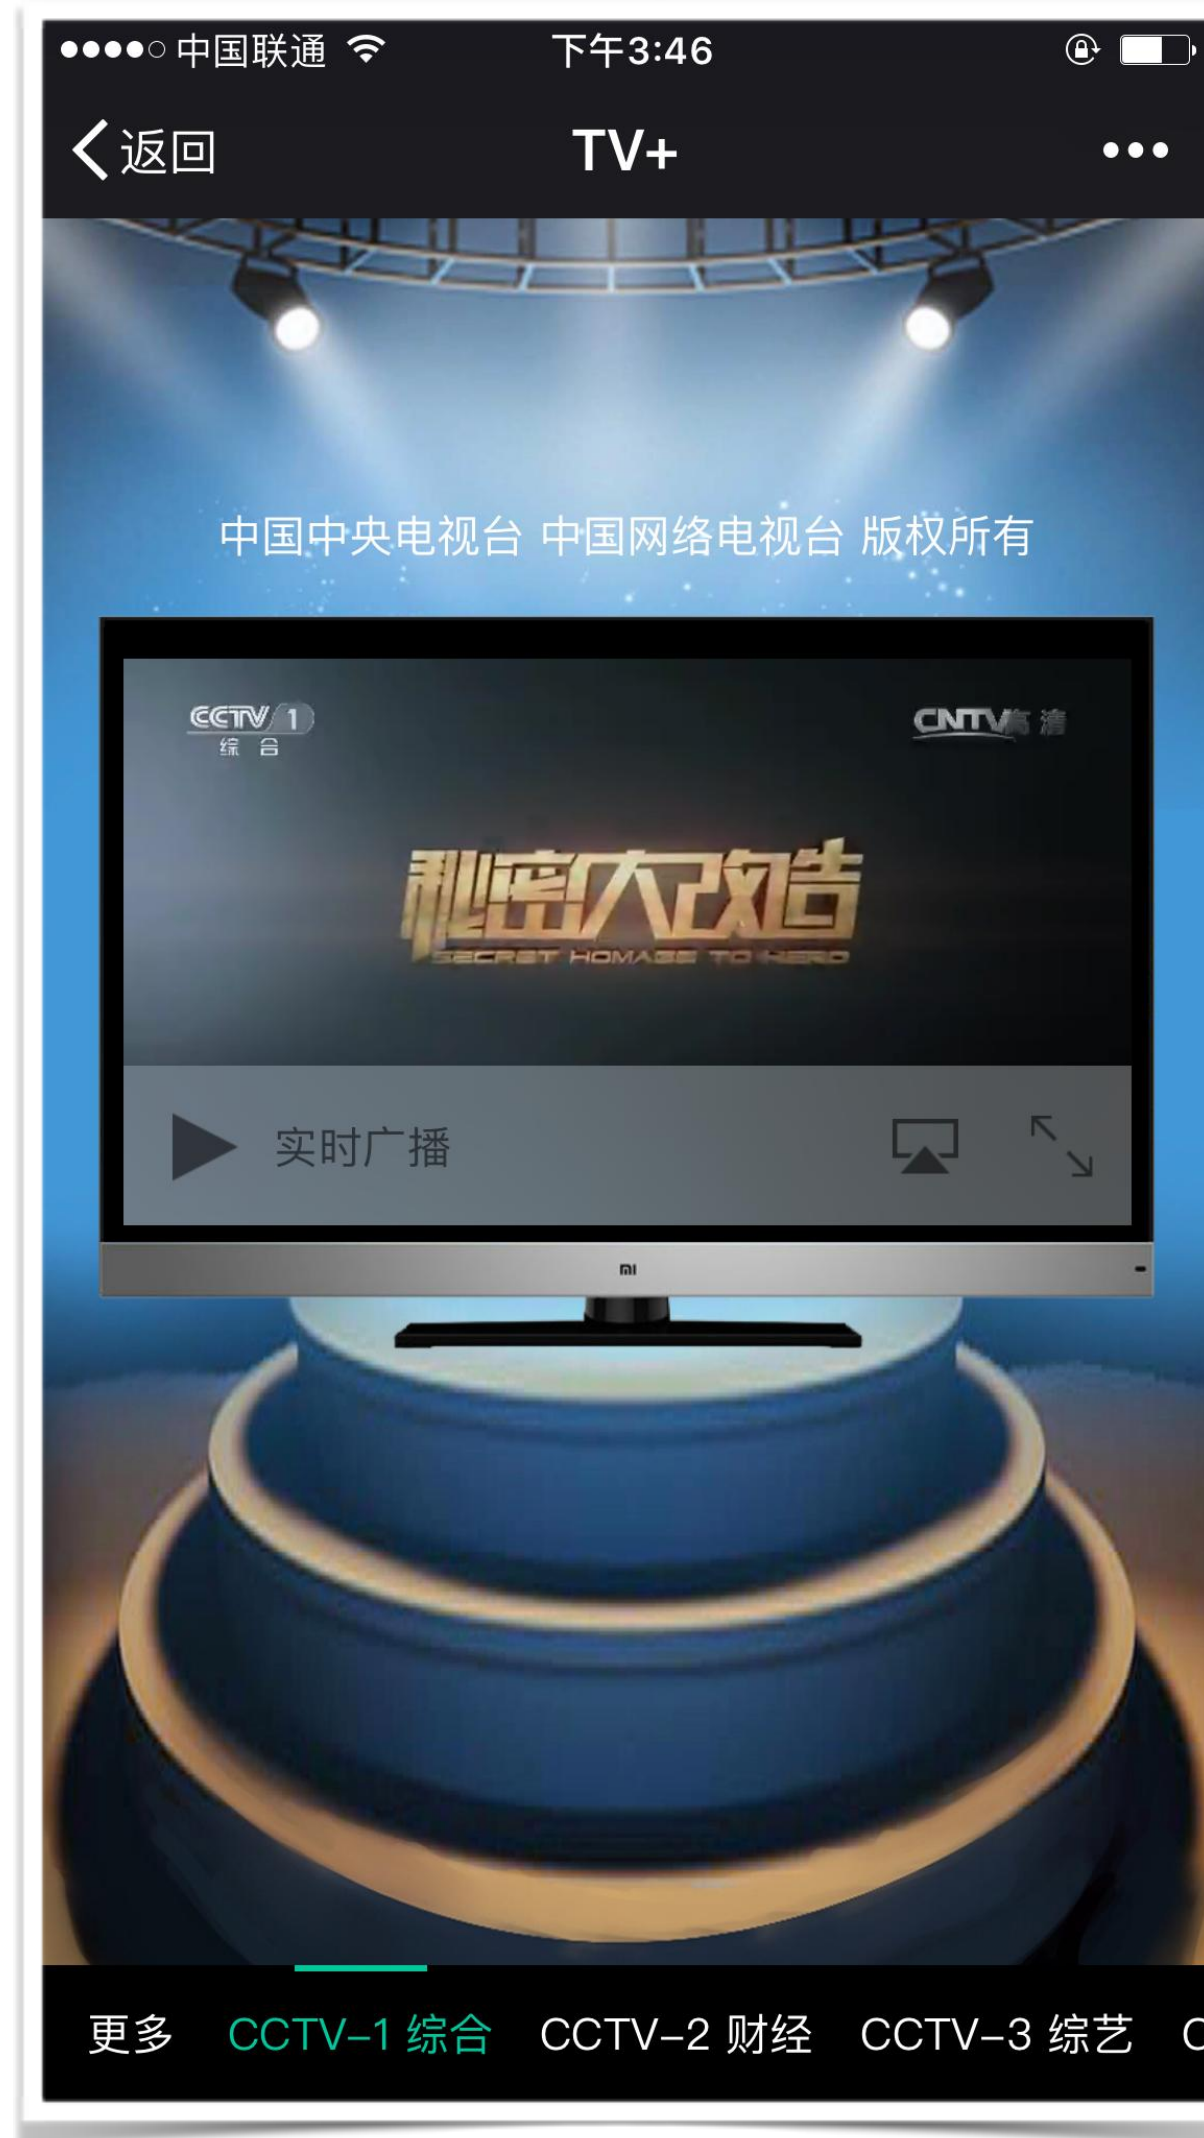 中国联通 下午3:46
返回 TV+
中国中央电视台 中国网络电视台 版权所有
CCTV 1 CNTV高清
综合
秘密大改造
SECRET HOMAGE TO HERO
实时广播
MI
更多 CCTV-1 综合 CCTV-2 财经 CCTV-3 综艺 C